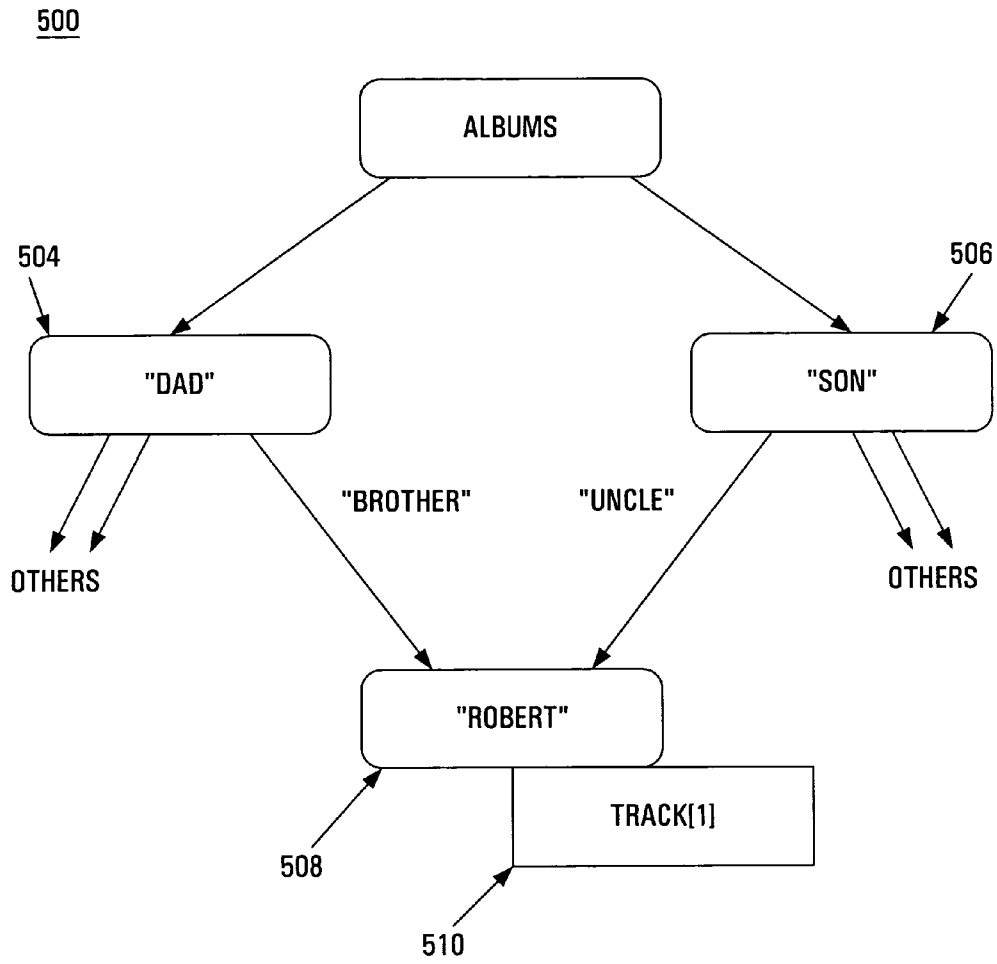 500
ALBUMS
504
506
"DAD"
"SON"
"BROTHER"
"UNCLE"
OTHERS
OTHERS
"ROBERT"
TRACK[1]
508
510